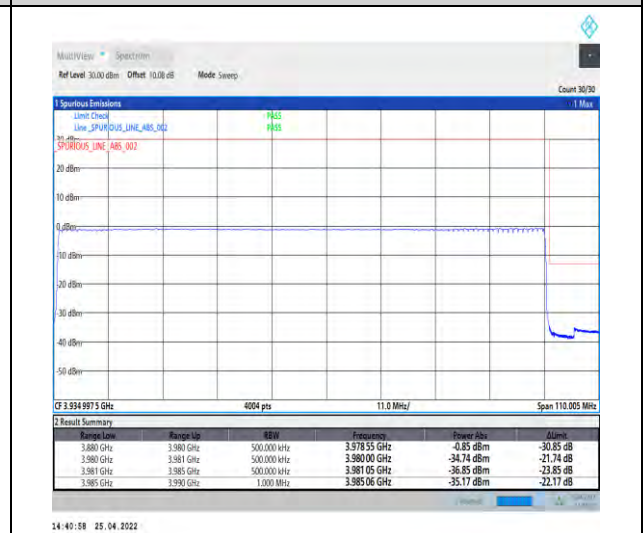 MultiView Spectrum
Ref Level 30.00 dBm Offset 10.08 dB Mode Sweep
Count 30/30
1 Spurious Emissions 1 Max
Limit Check PASS
Line _SPURIOUS_LINE_ABS_002 PASS
30 dBm
_SPURIOUS_LINE_ABS_002
20 dBm
10 dBm
0 dBm
-10 dBm
-20 dBm
-30 dBm
-40 dBm
-50 dBm
CF 3.934 997 5 GHz 4004 pts 11.0 MHz/ Span 110.005 MHz
2 Result Summary
Range Low Range Up RBW Frequency Power Abs ΔLimit
3.880 GHz 3.980 GHz 500.000 kHz 3.978 55 GHz -0.85 dBm -30.85 dB
3.980 GHz 3.981 GHz 500.000 kHz 3.980 00 GHz -34.74 dBm -21.74 dB
3.981 GHz 3.985 GHz 500.000 kHz 3.981 05 GHz -36.85 dBm -23.85 dB
3.985 GHz 3.990 GHz 1.000 MHz 3.985 06 GHz -35.17 dBm -22.17 dB
14:40:58 25.04.2022